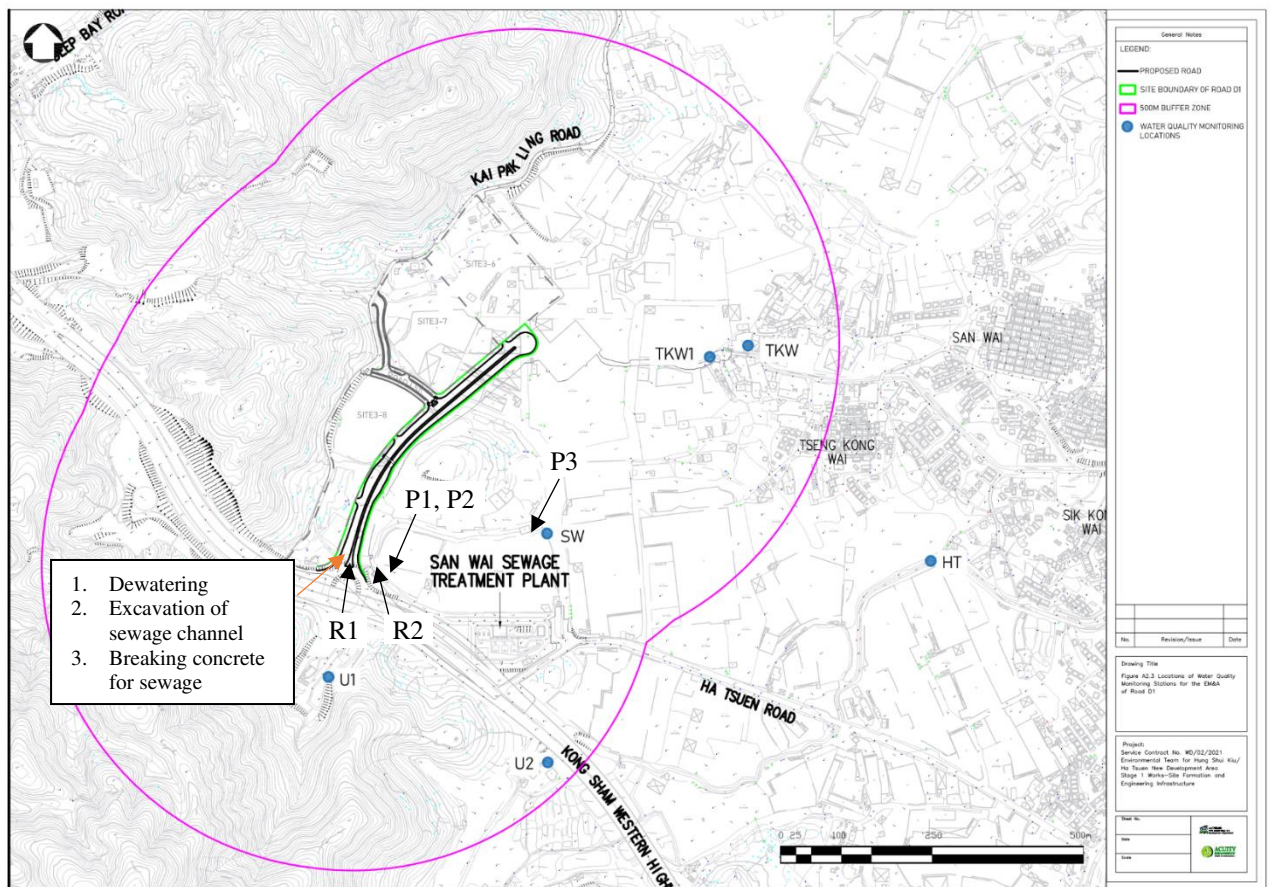 DEEP BAY RO
KAI PAK LING ROAD
SITE3-6
SITE3-7
SITE3-8
TKW1
TKW
SAN WAI
TSENG KONG
WAI
SIK KON
WAI
P3
P1, P2
SW
SAN WAI SEWAGE
TREATMENT PLANT
HT
1. Dewatering
2. Excavation of
sewage channel
3. Breaking concrete
for sewage
R1
R2
U1
U2
HA TSUEN ROAD
KONG SHAM WESTERN HIGH
0 25 100 250 500m
General Notes
LEGEND:
PROPOSED ROAD
SITE BOUNDARY OF ROAD D1
500M BUFFER ZONE
WATER QUALITY MONITORING
LOCATIONS
No. Revision/Issue Date
Drawing Title
Figure A2.3 Locations of Water Quality
Monitoring Stations for the EM&A
of Road D1
Project:
Service Contract No. WD/02/2021
Environmental Team for Hung Shui Kiu/
Ha Tsuen New Development Area
Stage 1 Works-Site Formation and
Engineering Infrastructure
Sheet No.
Date
Scale
ACUITY